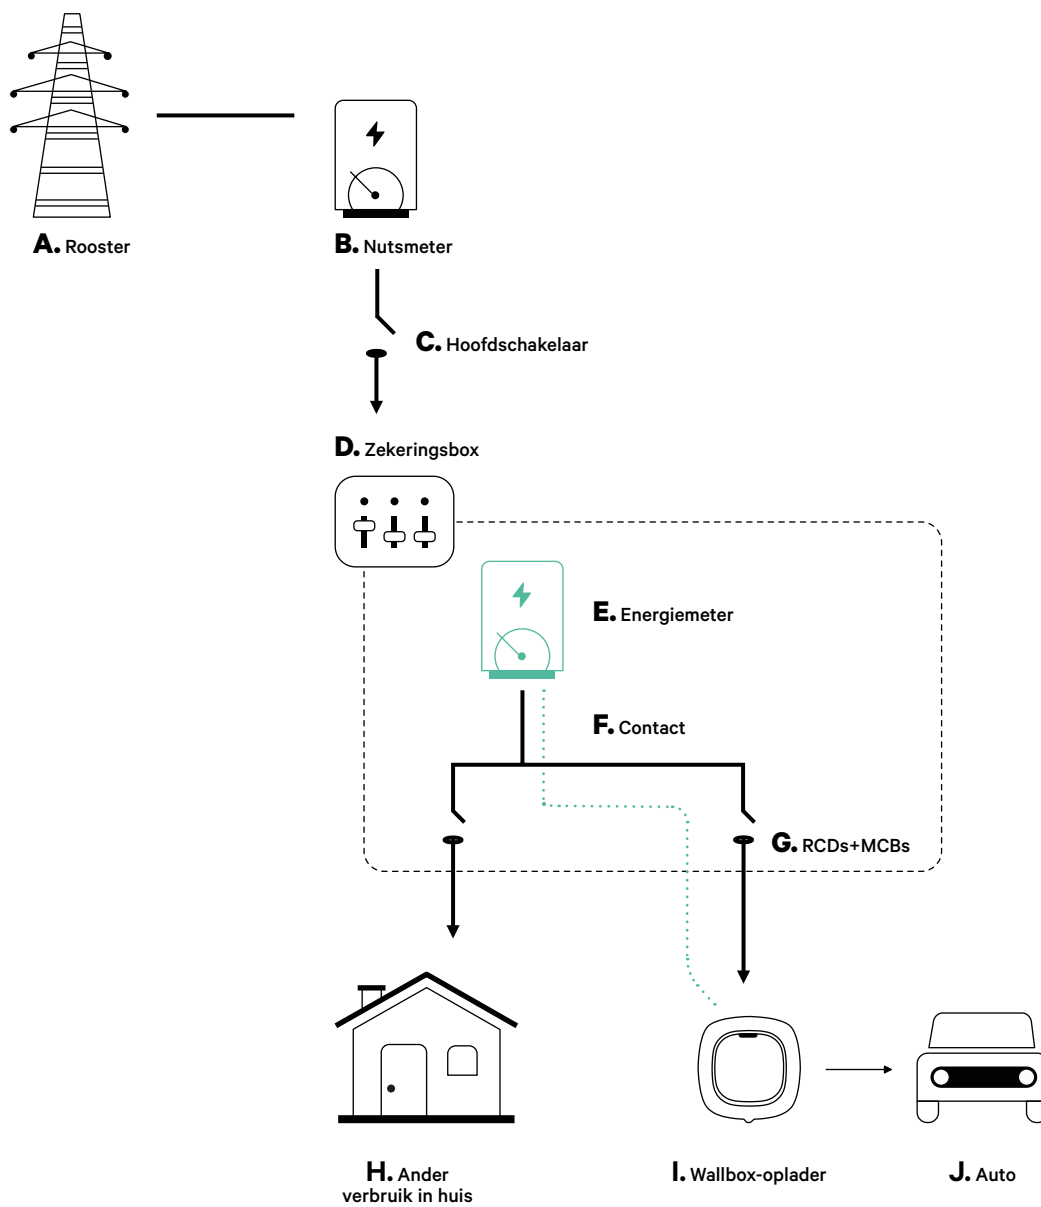 A. Rooster
B. Nutsmeter
C. Hoofdschakelaar
D. Zekeringsbox
E. Energiemeter
F. Contact
G. RCDs+MCBs
H. Ander
verbruik in huis
I. Wallbox-oplader
J. Auto